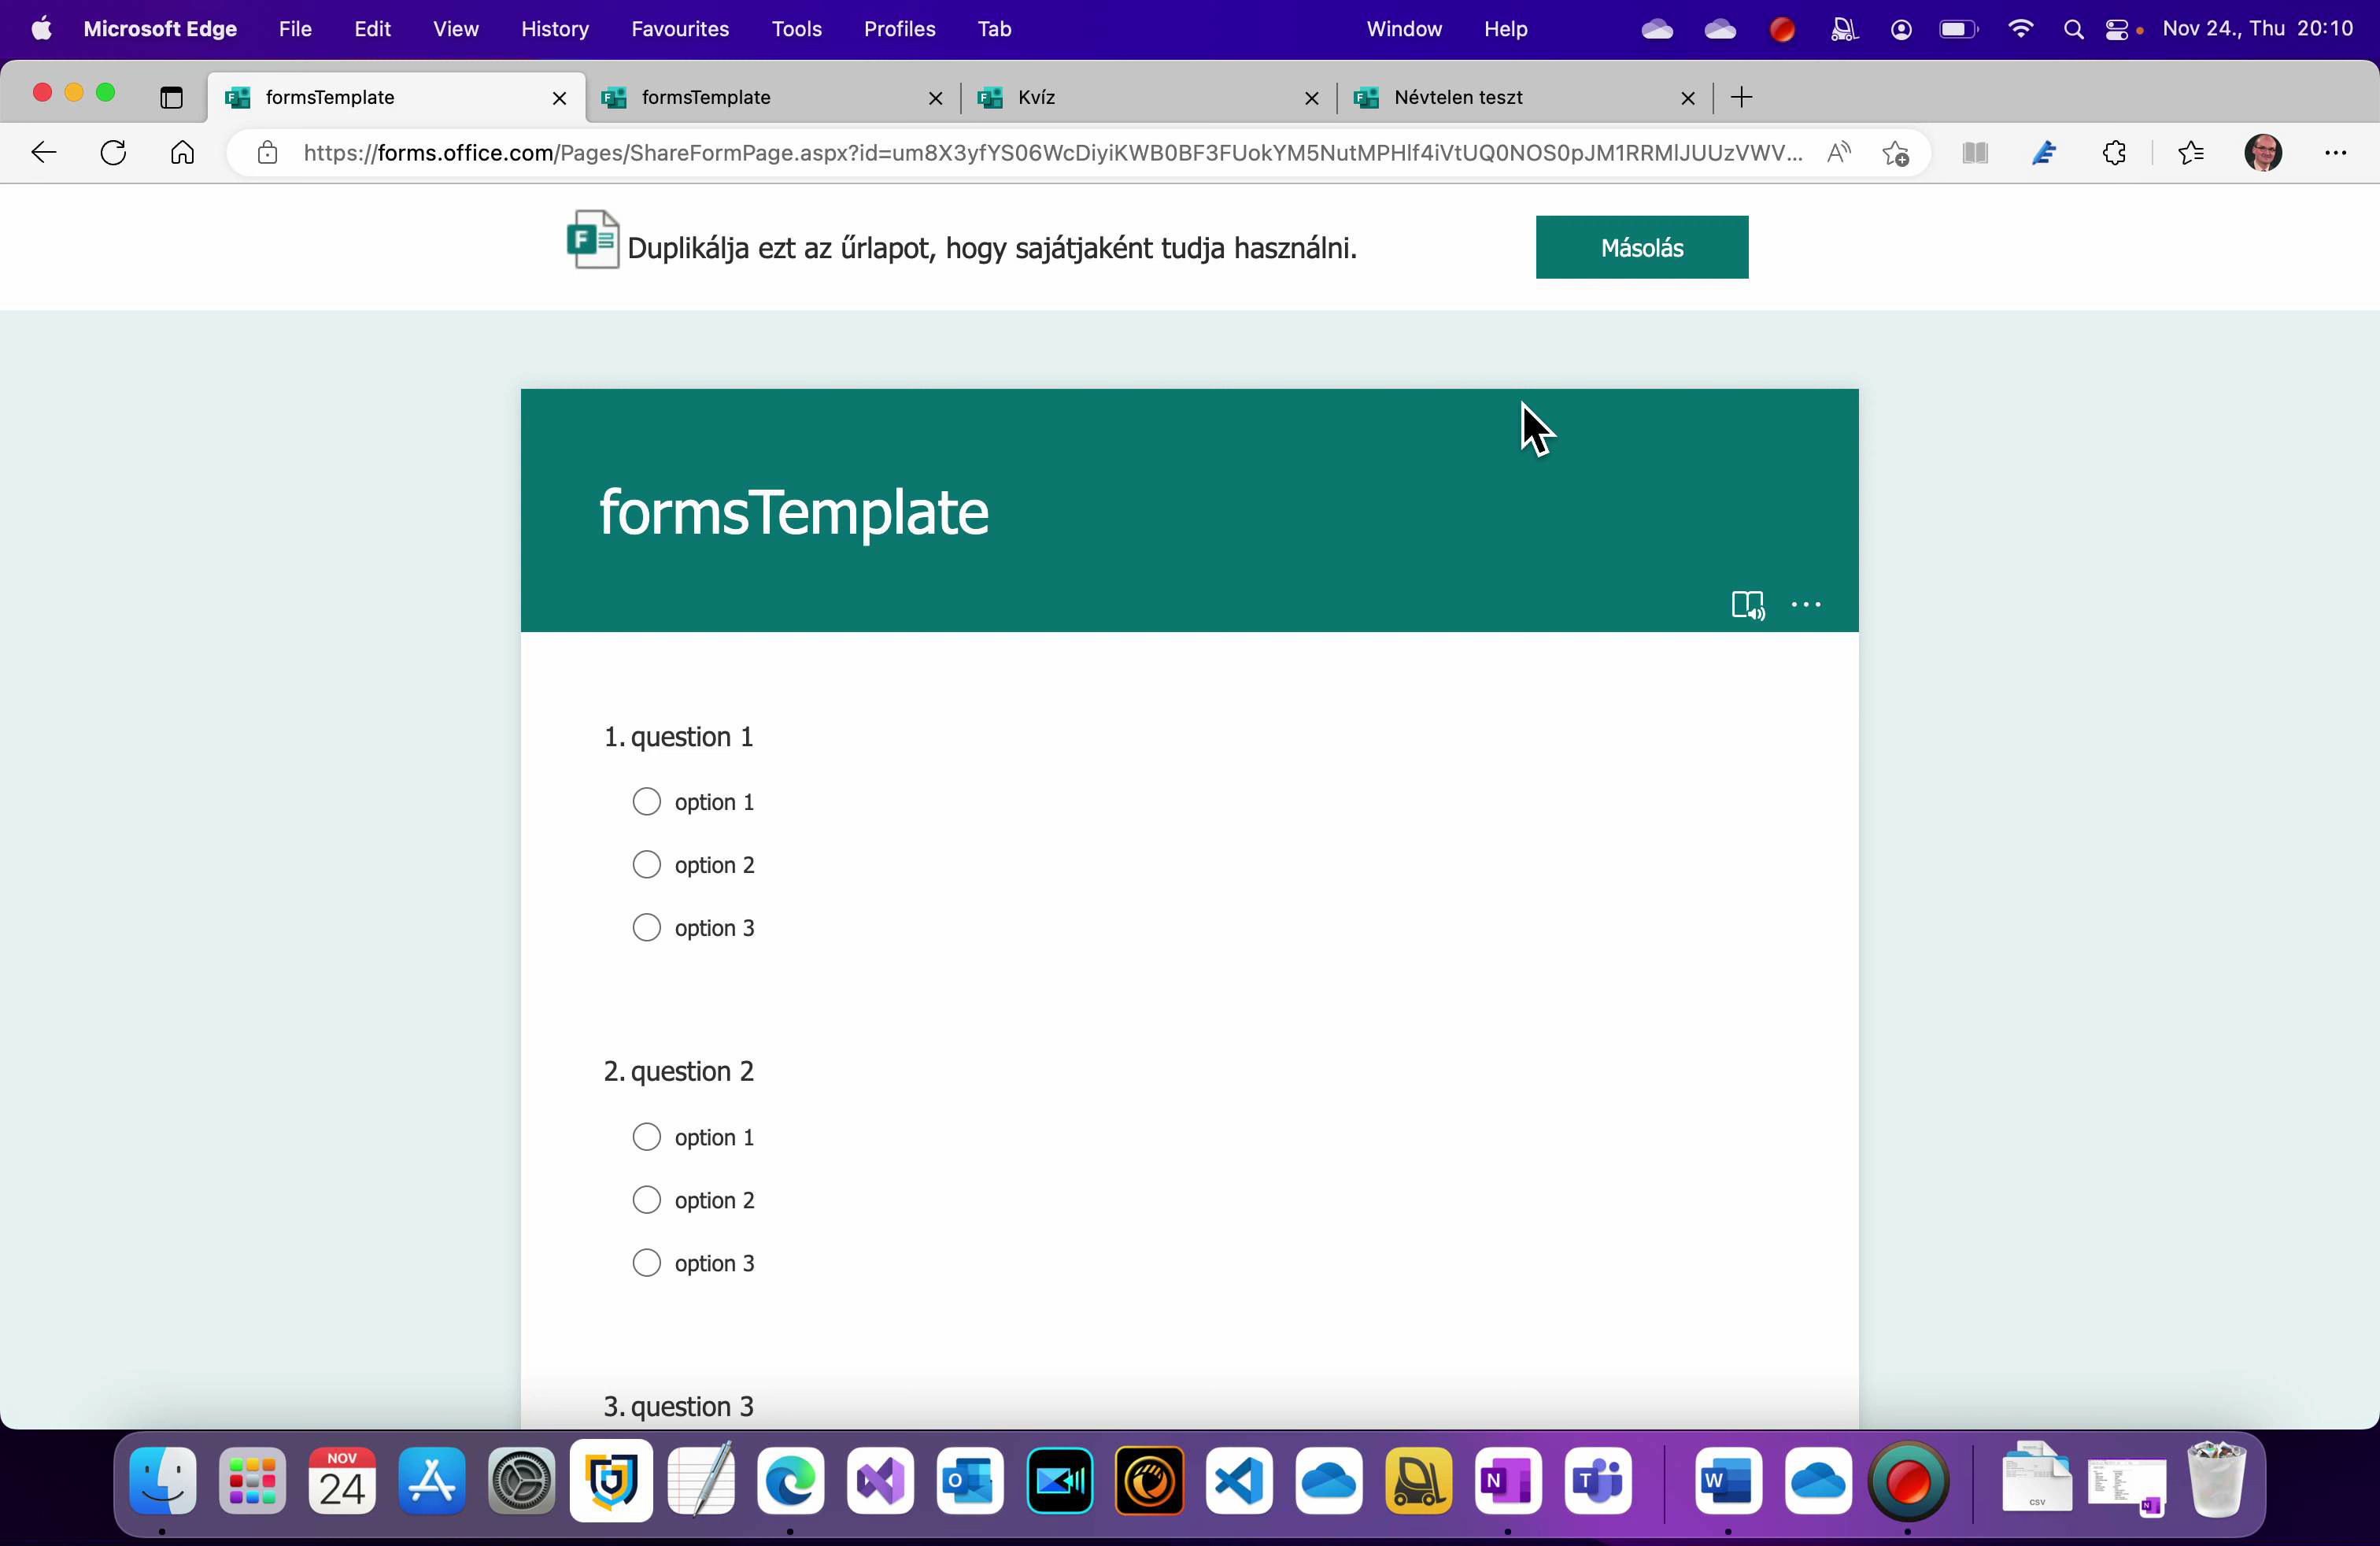 Microsoft Edge File Edit View History Favourites Tools Profiles Tab Window Help Nov 24., Thu 20:10
formsTemplate formsTemplate Kvíz Névtelen teszt
https://forms.office.com/Pages/ShareFormPage.aspx?id=um8X3yfYS06WcDiyiKWB0BF3FUokYM5NutMPHlf4iVtUQ0NOS0pJM1RRMlJUUzVWV...
Duplikálja ezt az űrlapot, hogy sajátjaként tudja használni. Másolás
formsTemplate
1. question 1
option 1
option 2
option 3
2. question 2
option 1
option 2
option 3
3. question 3
NOV
24
CSV